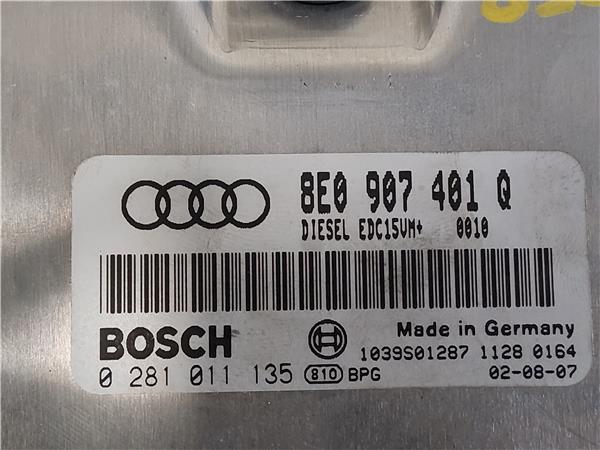 8E0 907 401 Q
DIESEL EDC15VM+ 0010
BOSCH
Made in Germany
1039S01287 1128 0164
0 281 011 135 810 BPG 02-08-07